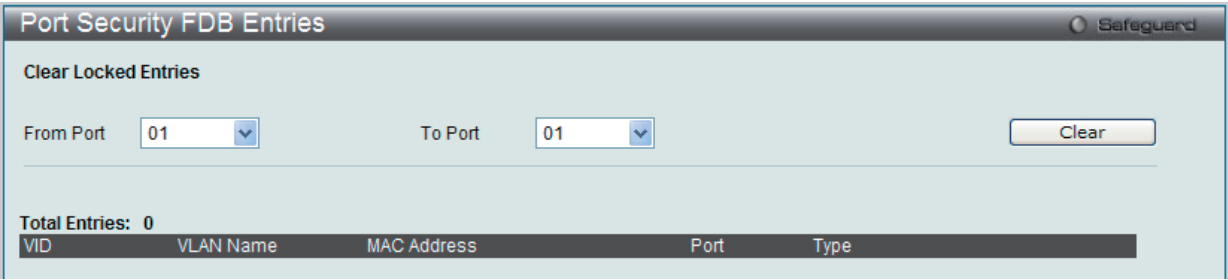 Port Security FDB Entries Safeguard
Clear Locked Entries
From Port 01 To Port 01 Clear
Total Entries: 0
VID VLAN Name MAC Address Port Type